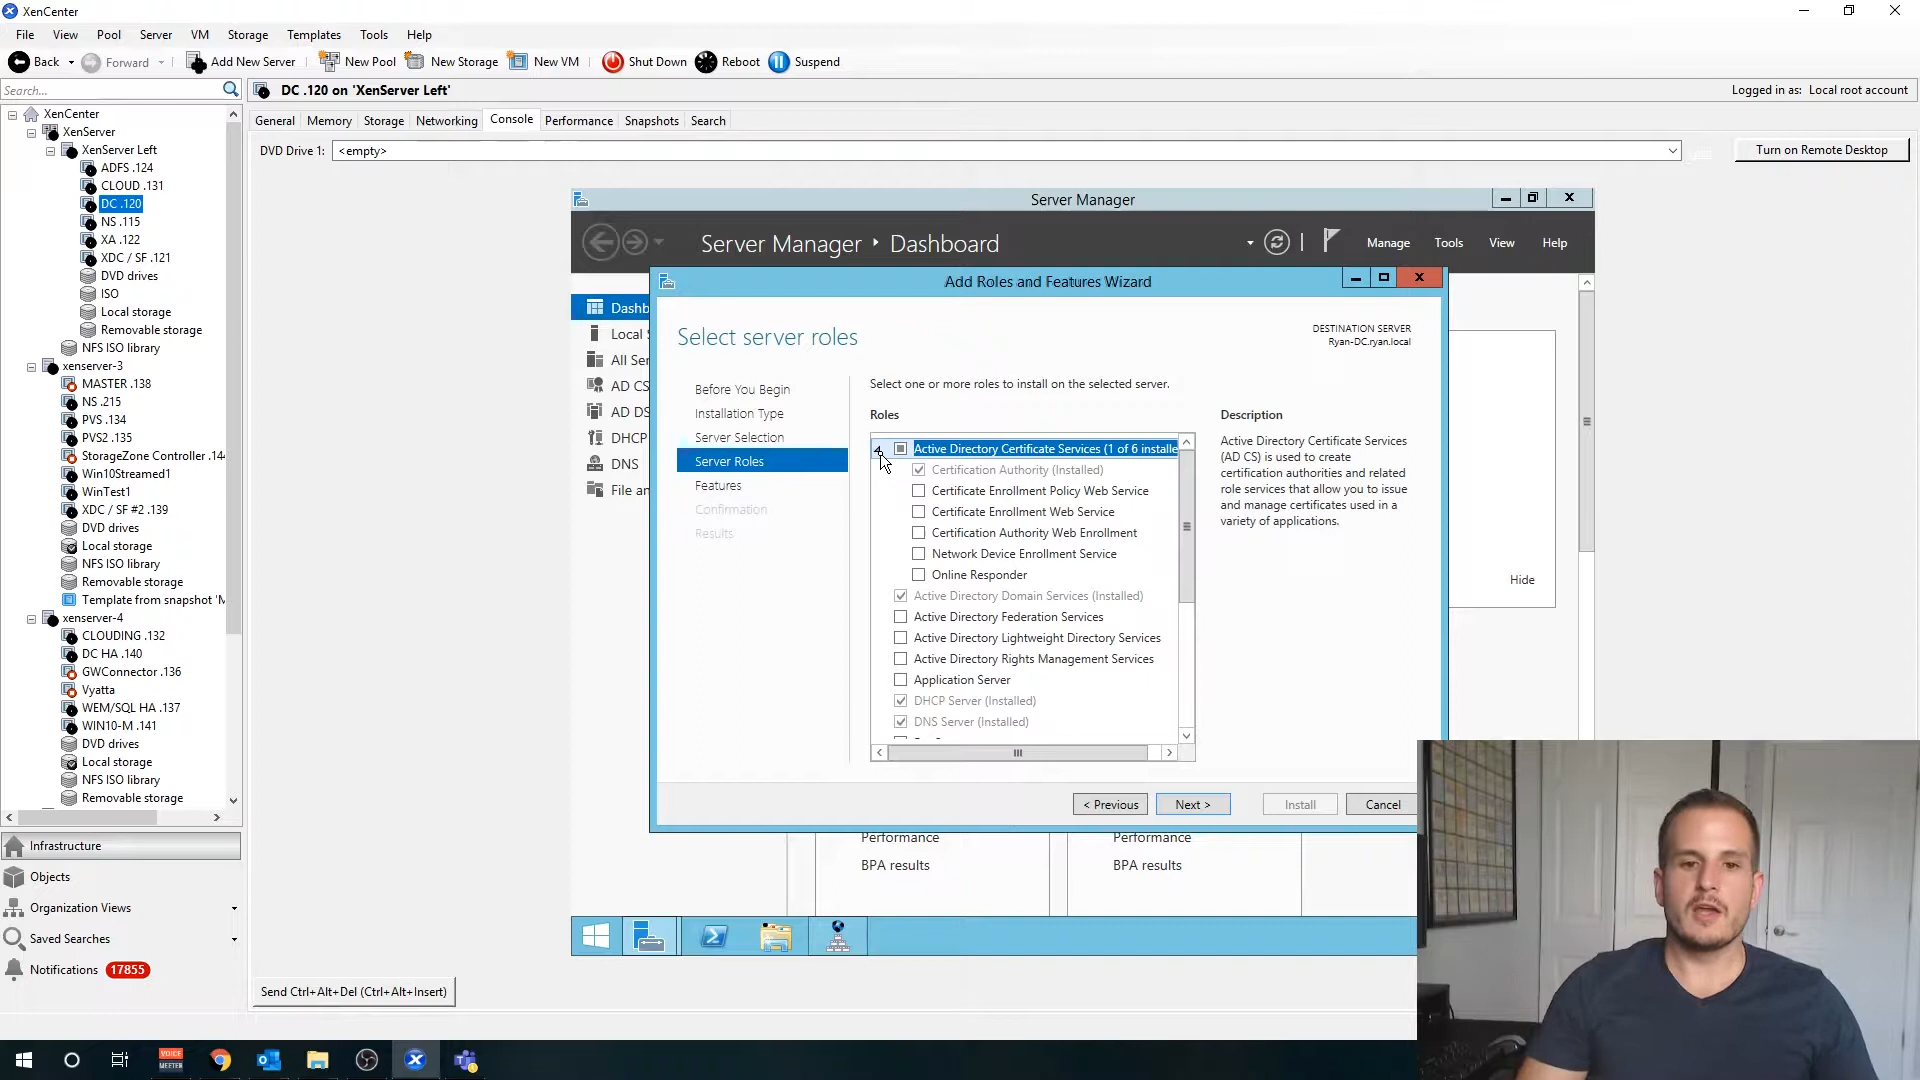 XenCenter
File View Pool Server VM Storage Templates Tools Help
Back Forward Add New Server New Pool New Storage New VM Shut Down Reboot Suspend
Search...
DC .120 on 'XenServer Left'
Logged in as: Local root account
General Memory Storage Networking Console Performance Snapshots Search
DVD Drive 1: <empty>
Turn on Remote Desktop
XenCenter
XenServer
XenServer Left
ADFS .124
CLOUD .131
DC .120
NS .115
XA .122
XDC / SF .121
DVD drives
ISO
Local storage
Removable storage
NFS ISO library
xenserver-3
MASTER .138
NS .215
PVS .134
PVS2 .135
StorageZone Controller .144
Win10Streamed1
WinTest1
XDC / SF #2 .139
DVD drives
Local storage
NFS ISO library
Removable storage
Template from snapshot 'M
xenserver-4
CLOUDING .132
DC HA .140
GWConnector .136
Vyatta
WEM/SQL HA .137
WIN10-M .141
DVD drives
Local storage
NFS ISO library
Removable storage
Infrastructure
Objects
Organization Views
Saved Searches
Notifications 17855
Server Manager
Server Manager Dashboard
Manage Tools View Help
Dashb
Local S
All Ser
AD CS
AD DS
DHCP
DNS
File an
Add Roles and Features Wizard
Select server roles
DESTINATION SERVER
Ryan-DC.ryan.local
Before You Begin
Installation Type
Server Selection
Server Roles
Features
Confirmation
Results
Select one or more roles to install on the selected server.
Roles
Active Directory Certificate Services (1 of 6 installe
Certification Authority (Installed)
Certificate Enrollment Policy Web Service
Certificate Enrollment Web Service
Certification Authority Web Enrollment
Network Device Enrollment Service
Online Responder
Active Directory Domain Services (Installed)
Active Directory Federation Services
Active Directory Lightweight Directory Services
Active Directory Rights Management Services
Application Server
DHCP Server (Installed)
DNS Server (Installed)
Description
Active Directory Certificate Services
(AD CS) is used to create
certification authorities and related
role services that allow you to issue
and manage certificates used in a
variety of applications.
Hide
< Previous Next > Install Cancel
Performance Performance
BPA results BPA results
Send Ctrl+Alt+Del (Ctrl+Alt+Insert)
VOICE
MEETER